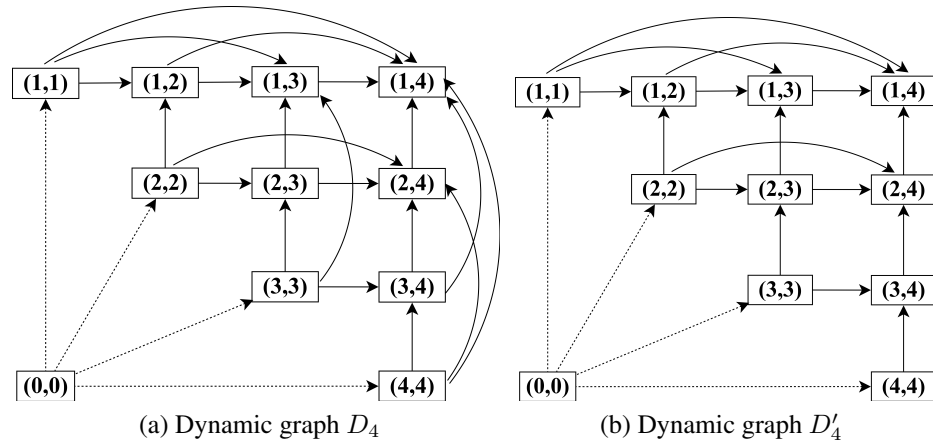 (1,1) (1,2) (1,3) (1,4)
(2,2) (2,3) (2,4)
(3,3) (3,4)
(0,0) (4,4)
(a) Dynamic graph D₄
(1,1) (1,2) (1,3) (1,4)
(2,2) (2,3) (2,4)
(3,3) (3,4)
(0,0) (4,4)
(b) Dynamic graph D′₄